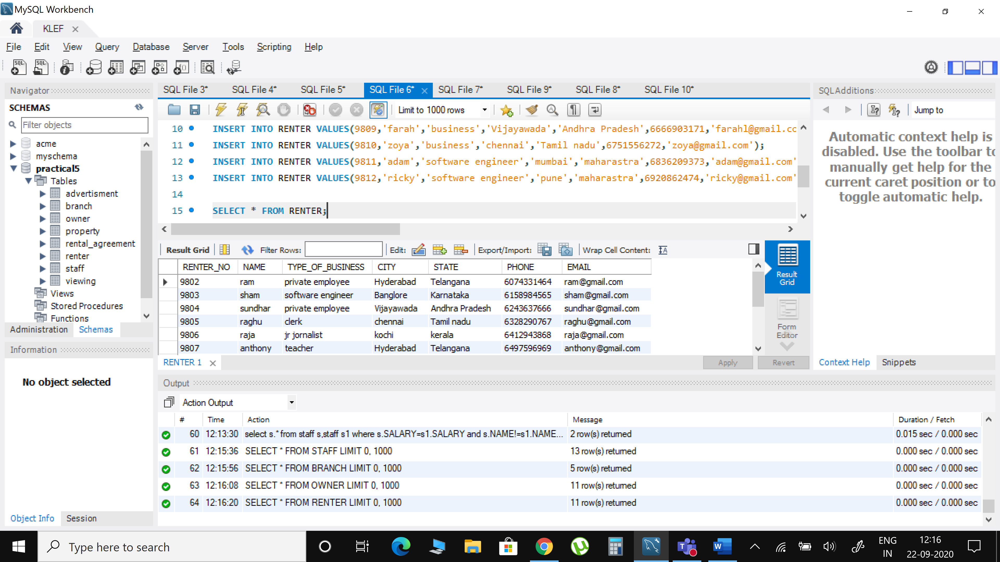 MySQL Workbench
KLEF
File Edit View Query Database Server Tools Scripting Help
Navigator
SCHEMAS
Filter objects
acme
myschema
practical5
Tables
advertisment
branch
owner
property
rental_agreement
renter
staff
viewing
Views
Stored Procedures
Functions
Administration Schemas
Information
No object selected
Object Info Session
SQL File 3* SQL File 4* SQL File 5* SQL File 6* SQL File 7* SQL File 9* SQL File 8* SQL File 10*
Limit to 1000 rows
10 INSERT INTO RENTER VALUES(9809,'farah','business','Vijayawada','Andhra Pradesh',6666903171,'farahl@gmail.cc
11 INSERT INTO RENTER VALUES(9810,'zoya','business','chennai','Tamil nadu',6751556272,'zoya@gmail.com');
12 INSERT INTO RENTER VALUES(9811,'adam','software engineer','mumbai','maharastra',6836209373,'adam@gmail.com'
13 INSERT INTO RENTER VALUES(9812,'ricky','software engineer','pune','maharastra',6920862474,'ricky@gmail.com'
14
15 SELECT * FROM RENTER;
Result Grid Filter Rows: Edit: Export/Import: Wrap Cell Content:
RENTER_NO NAME TYPE_OF_BUSINESS CITY STATE PHONE EMAIL
9802 ram private employee Hyderabad Telangana 6074331464 ram@gmail.com
9803 sham software engineer Banglore Karnataka 6158984565 sham@gmail.com
9804 sundhar private employee Vijayawada Andhra Pradesh 6243637666 sundhar@gmail.com
9805 raghu clerk chennai Tamil nadu 6328290767 raghu@gmail.com
9806 raja jr jornalist kochi kerala 6412943868 raja@gmail.com
9807 anthony teacher Hyderabad Telangana 6497596969 anthony@gmail.com
Result
Grid
Form
Editor
RENTER 1
Apply Revert
SQLAdditions
Jump to
Automatic context help is
disabled. Use the toolbar to
manually get help for the
current caret position or to
toggle automatic help.
Context Help Snippets
Output
Action Output
# Time Action Message Duration / Fetch
60 12:13:30 select s.* from staff s,staff s1 where s.SALARY=s1.SALARY and s.NAME!=s1.NAME... 2 row(s) returned 0.015 sec / 0.000 sec
61 12:15:36 SELECT * FROM STAFF LIMIT 0, 1000 13 row(s) returned 0.000 sec / 0.000 sec
62 12:15:56 SELECT * FROM BRANCH LIMIT 0, 1000 5 row(s) returned 0.000 sec / 0.000 sec
63 12:16:08 SELECT * FROM OWNER LIMIT 0, 1000 11 row(s) returned 0.000 sec / 0.000 sec
64 12:16:20 SELECT * FROM RENTER LIMIT 0, 1000 11 row(s) returned 0.000 sec / 0.000 sec
Type here to search
ENG
IN
12:16
22-09-2020